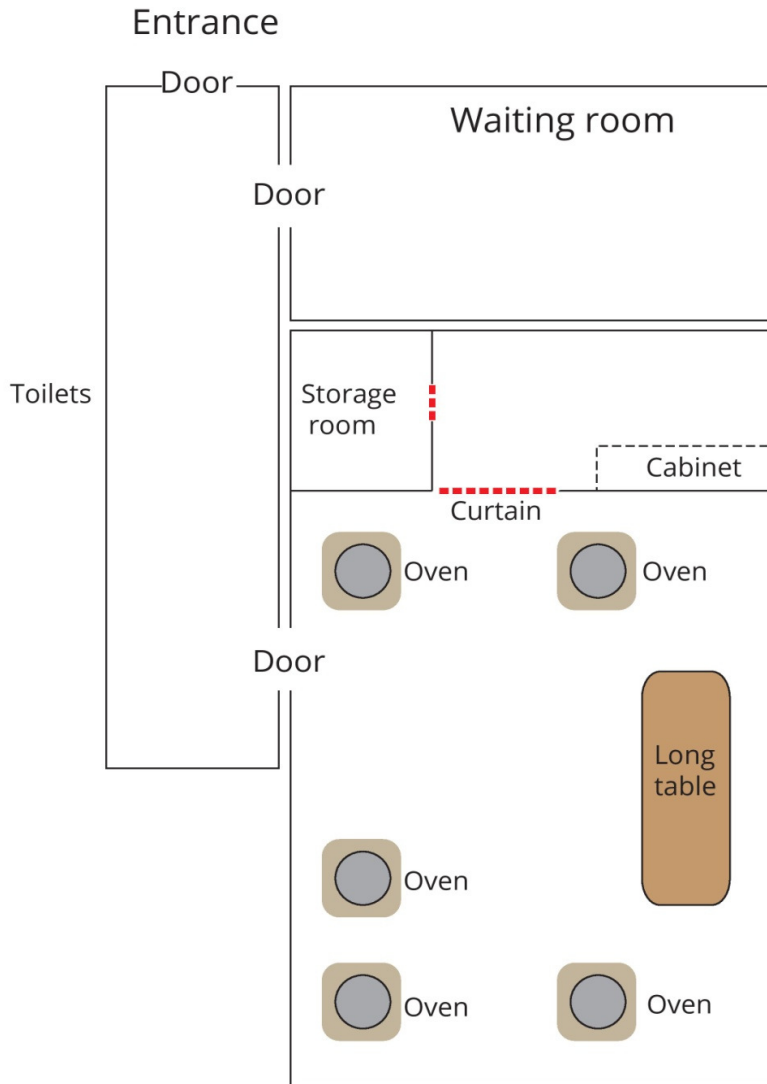 Entrance
Door
Waiting room
Door
Toilets
Storage
room
Cabinet
Curtain
Oven
Oven
Door
Long
table
Oven
Oven
Oven